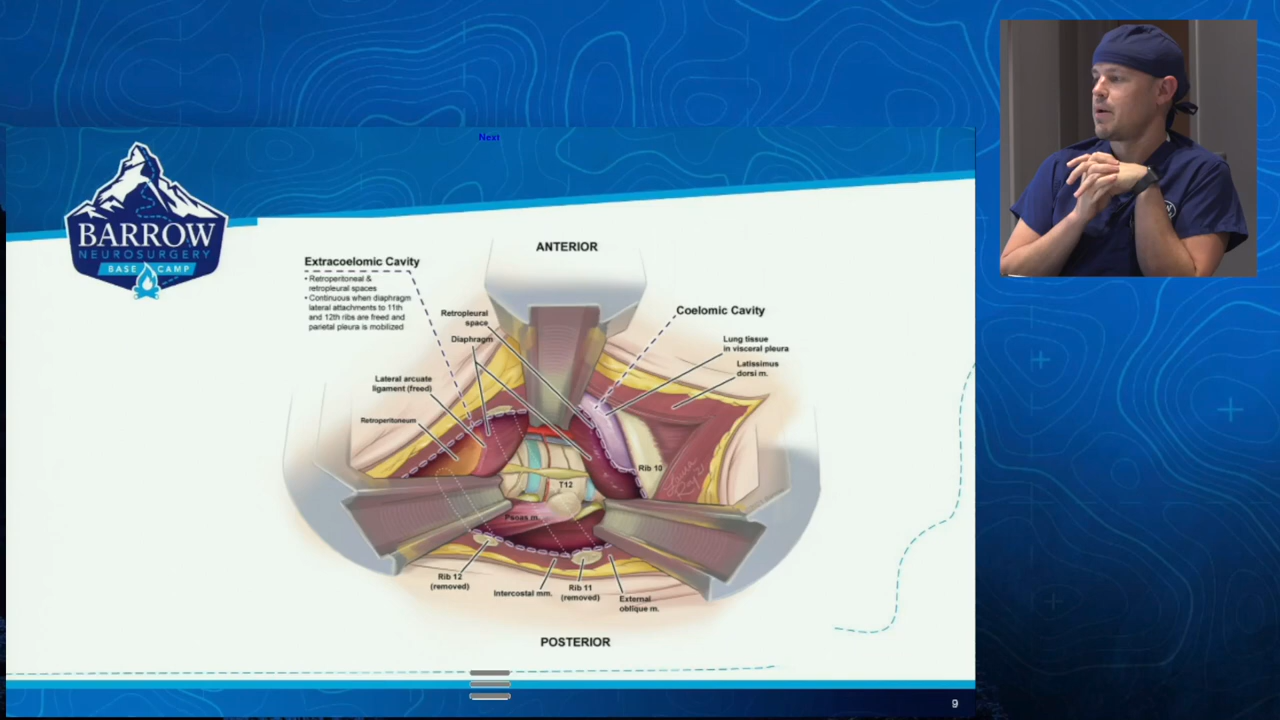 Next
BARROW
NEUROSURGERY
BASE CAMP
ANTERIOR
Extracoelomic Cavity
• Retroperitoneal &
retropleural spaces
• Continuous when diaphragm
lateral attachments to 11th
and 12th ribs are freed and
parietal pleura is mobilized
Retropleural
space
Diaphragm
Coelomic Cavity
Lung tissue
in visceral pleura
Latissimus
dorsi m.
Lateral arcuate
ligament (freed)
Retroperitoneum
Rib 10
T12
Psoas m.
Rib 12
(removed)
Intercostal mm.
Rib 11
(removed)
External
oblique m.
POSTERIOR
9